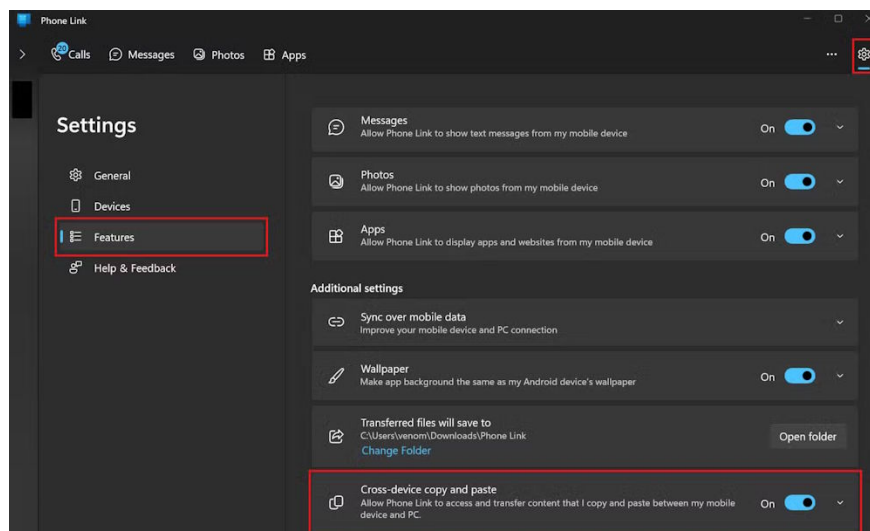 Phone Link
20
Calls
Messages
Photos
Apps
...
Settings
General
Devices
Features
Help & Feedback
Messages
Allow Phone Link to show text messages from my mobile device
On
Photos
Allow Phone Link to show photos from my mobile device
On
Apps
Allow Phone Link to display apps and websites from my mobile device
On
Additional settings
Sync over mobile data
Improve your mobile device and PC connection
Wallpaper
Make app background the same as my Android device's wallpaper
On
Transferred files will save to
C:\Users\venom\Downloads\Phone Link
Change Folder
Open folder
Cross-device copy and paste
Allow Phone Link to access and transfer content that I copy and paste between my mobile
device and PC.
On